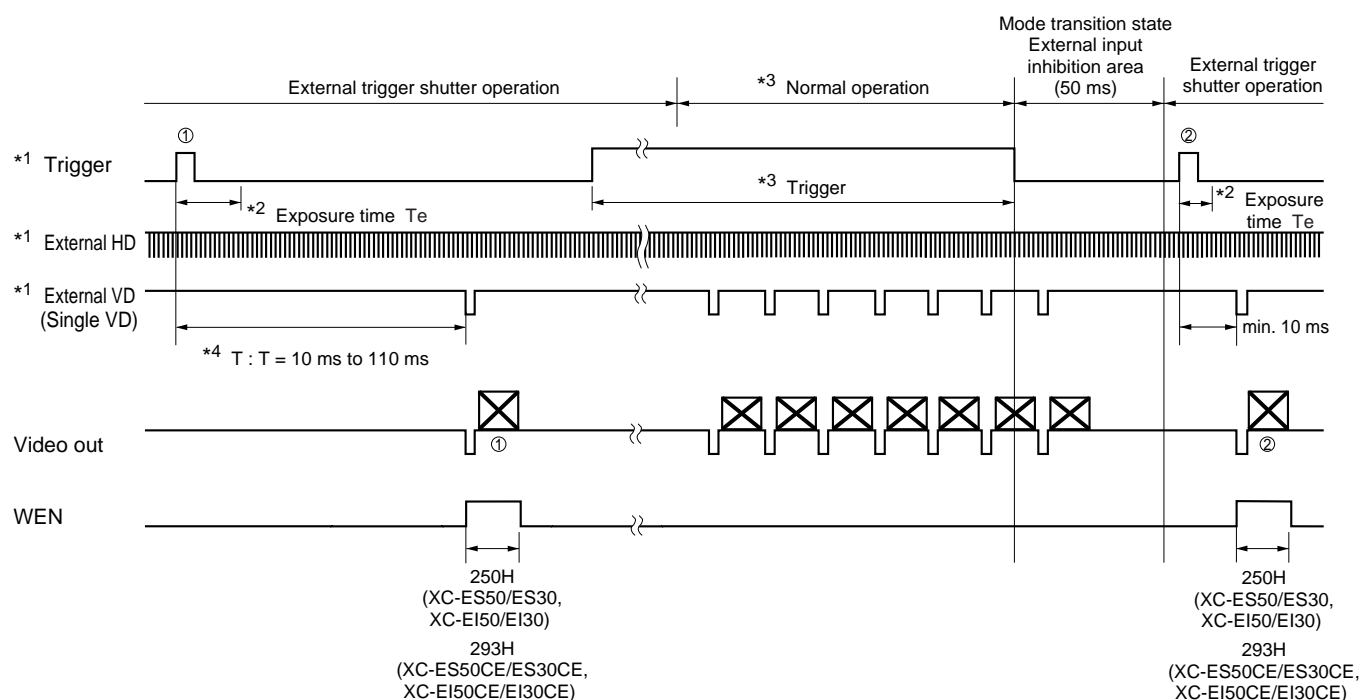 Mode transition state
External input
inhibition area
(50 ms)
External trigger shutter operation
*3 Normal operation
External trigger
shutter operation
①
②
*1 Trigger
*3 Trigger
*2 Exposure time Te
*2 Exposure
time Te
*1 External HD
*1 External VD
(Single VD)
min. 10 ms
*4 T : T = 10 ms to 110 ms
Video out
①
②
WEN
250H
(XC-ES50/ES30,
XC-EI50/EI30)
293H
(XC-ES50CE/ES30CE,
XC-EI50CE/EI30CE)
250H
(XC-ES50/ES30,
XC-EI50/EI30)
293H
(XC-ES50CE/ES30CE,
XC-EI50CE/EI30CE)